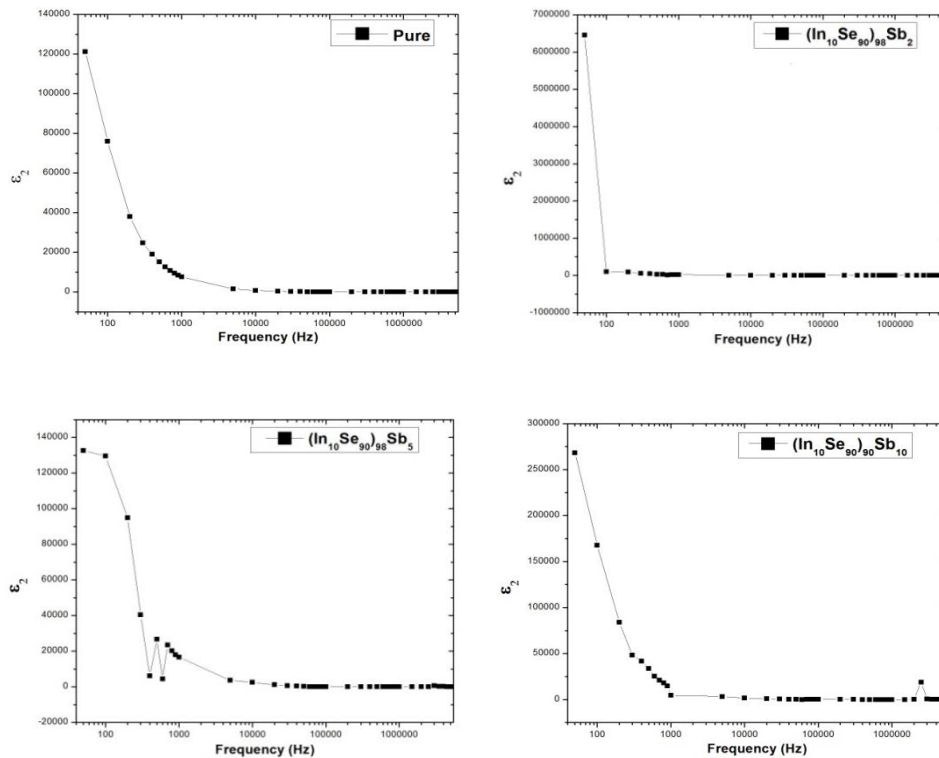 Pure
140000
120000
100000
80000
60000
40000
20000
0
ε₂
100 1000 10000 100000 1000000
Frequency (Hz)
(In₁₀Se₉₀)₉₈Sb₂
7000000
6000000
5000000
4000000
3000000
2000000
1000000
0
-1000000
ε₂
100 1000 10000 100000 1000000
Frequency (Hz)
(In₁₀Se₉₀)₉₈Sb₅
140000
120000
100000
80000
60000
40000
20000
0
-20000
ε₂
100 1000 10000 100000 1000000
Frequency (Hz)
(In₁₀Se₉₀)₉₀Sb₁₀
300000
250000
200000
150000
100000
50000
0
ε₂
100 1000 10000 100000 1000000
Frequency (Hz)